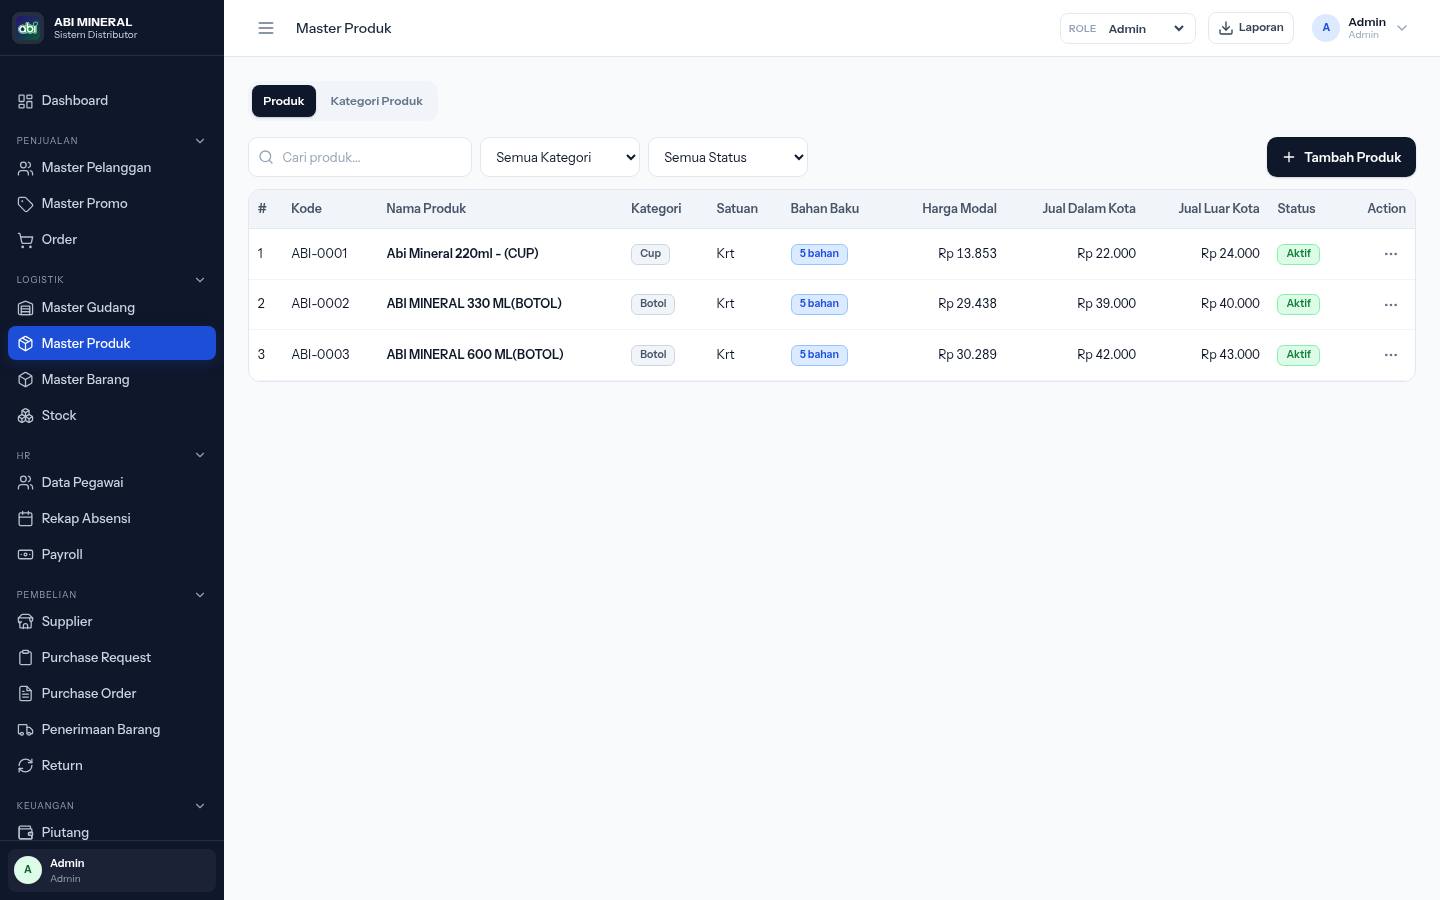 abi
ABI MINERAL
Sistem Distributor
Dashboard
PENJUALAN
Master Pelanggan
Master Promo
Order
LOGISTIK
Master Gudang
Master Produk
Master Barang
Stock
HR
Data Pegawai
Rekap Absensi
Payroll
PEMBELIAN
Supplier
Purchase Request
Purchase Order
Penerimaan Barang
Return
KEUANGAN
Piutang
A
Admin
Admin
Master Produk
ROLE Admin
Laporan
A
Admin
Admin
Produk Kategori Produk
Cari produk... Semua Kategori Semua Status + Tambah Produk
# Kode Nama Produk Kategori Satuan Bahan Baku Harga Modal Jual Dalam Kota Jual Luar Kota Status Action
1 ABI-0001 Abi Mineral 220ml - (CUP) Cup Krt 5 bahan Rp 13.853 Rp 22.000 Rp 24.000 Aktif ...
2 ABI-0002 ABI MINERAL 330 ML(BOTOL) Botol Krt 5 bahan Rp 29.438 Rp 39.000 Rp 40.000 Aktif ...
3 ABI-0003 ABI MINERAL 600 ML(BOTOL) Botol Krt 5 bahan Rp 30.289 Rp 42.000 Rp 43.000 Aktif ...